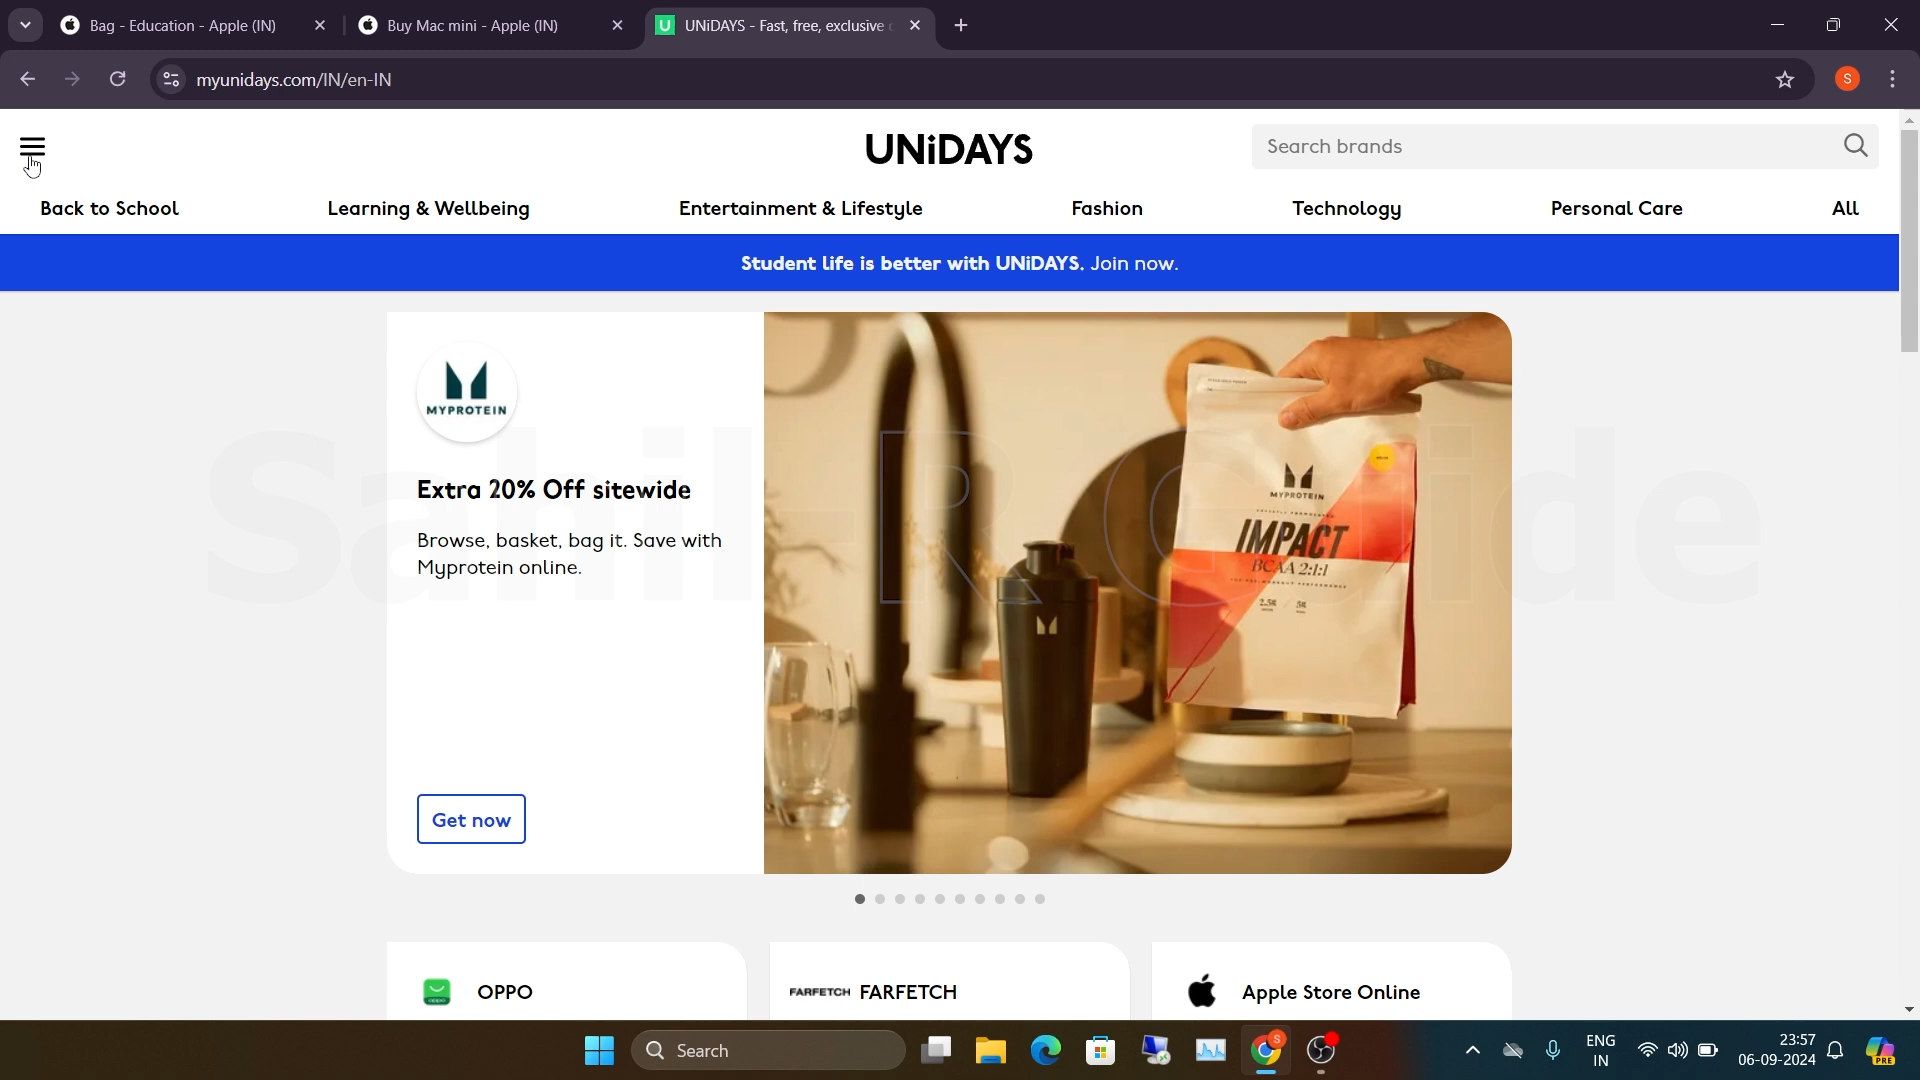 Bag - Education - Apple (IN)
Buy Mac mini - Apple (IN)
UNiDAYS - Fast, free, exclusive
myunidays.com/IN/en-IN
S
UNiDAYS
Search brands
Back to School
Learning & Wellbeing
Entertainment & Lifestyle
Fashion
Technology
Personal Care
All
Student life is better with UNiDAYS. Join now.
MYPROTEIN
Extra 20% Off sitewide
Browse, basket, bag it. Save with
Myprotein online.
Get now
MYPROTEIN
IMPACT
BCAA 2:1:1
Sahil-R Guide
OPPO
FARFETCH FARFETCH
Apple Store Online
Search
ENG
IN
23:57
06-09-2024
PRE